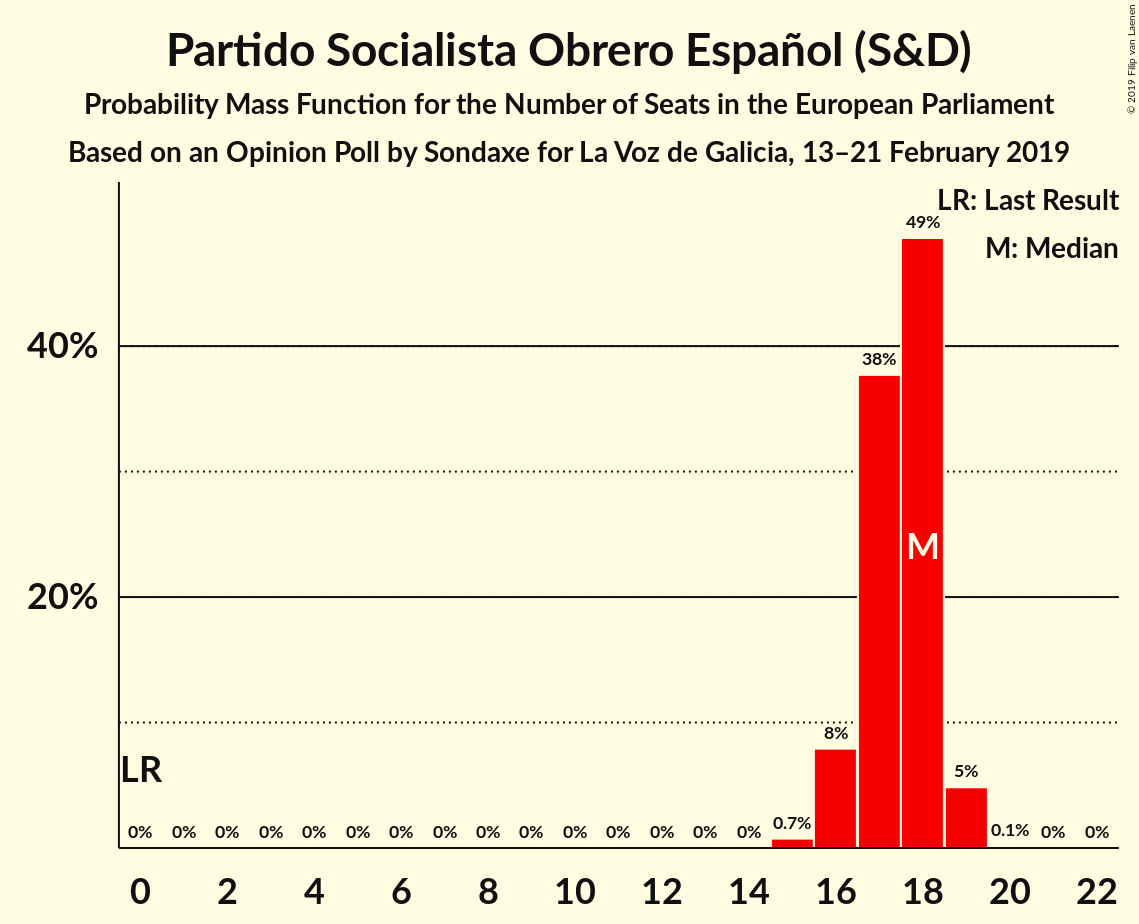 Partido Socialista Obrero Español (S&D)
Probability Mass Function for the Number of Seats in the European Parliament
Based on an Opinion Poll by Sondaxe for La Voz de Galicia, 13–21 February 2019
© 2019 Filip van Laenen
LR: Last Result
M: Median
49%
40%
38%
M
20%
8%
LR
5%
0% 0% 0% 0% 0% 0% 0% 0% 0% 0% 0% 0% 0% 0% 0% 0.7% 0.1% 0% 0%
0 2 4 6 8 10 12 14 16 18 20 22